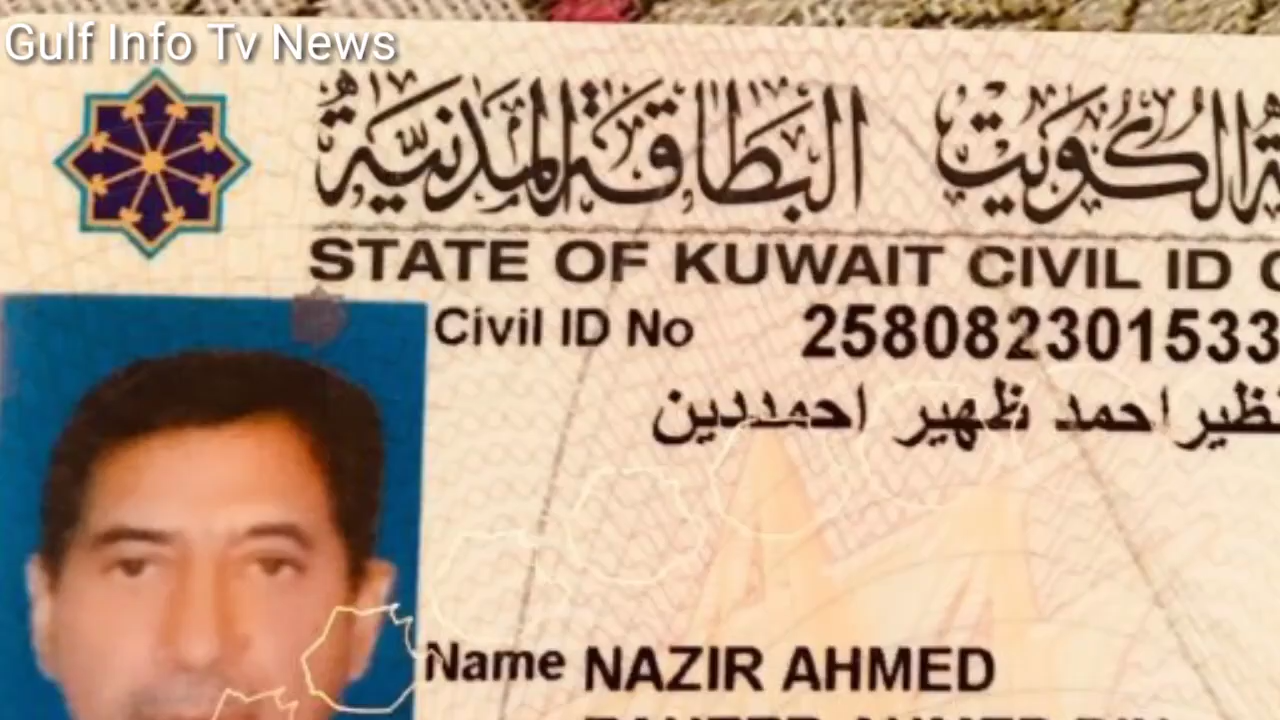 Gulf Info Tv News
الكويت البطاقة المدنية
STATE OF KUWAIT CIVIL ID
Civil ID No 258082301533
نظير احمد ظهير احمددين
Name NAZIR AHMED